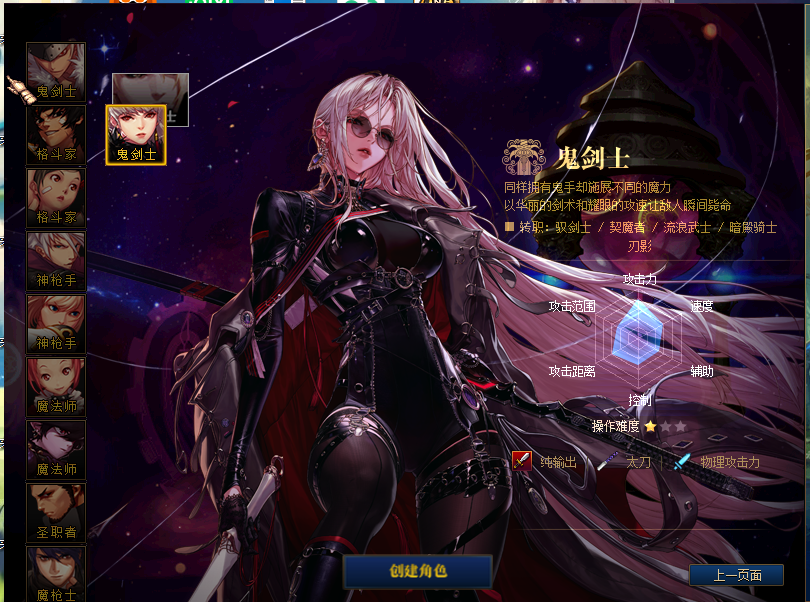 鬼剑士
格斗家
格斗家
神枪手
神枪手
魔法师
魔法师
圣职者
魔枪士
士
鬼剑士
鬼剑士
同样拥有鬼手却施展不同的魔力
以华丽的剑术和耀眼的攻速让敌人瞬间毙命
转职：驭剑士 / 契魔者 / 流浪武士 / 暗殿骑士
刃影
攻击力
攻击范围
速度
攻击距离
辅助
控制
操作难度
纯输出
太刀
物理攻击力
创建角色
上一页面